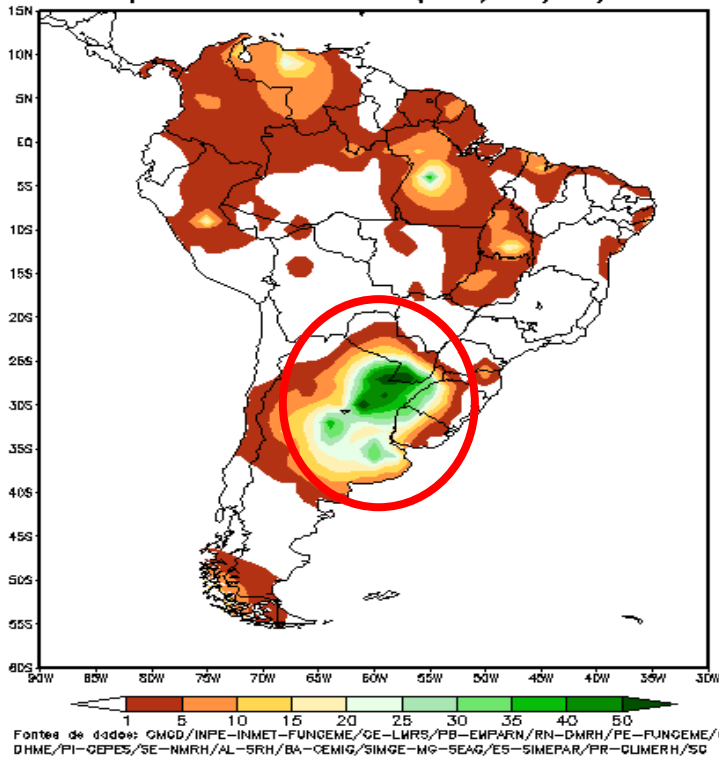 15N
10N
5N
EQ
5S
10S
15S
20S
25S
30S
35S
40S
45S
50S
55S
60S
90W 85W 80W 75W 70W 65W 60W 55W 50W 45W 40W 35W 30W
1 5 10 15 20 25 30 35 40 50
Fontes de dados: CMCD/INPE-INMET-FUNCEME/CE-LMRS/PB-EMPARN/RN-DMRH/PE-FUNCEME/
DHME/PI-CEPES/SE-NMRH/AL-SRH/BA-CEMIG/SIMGE-MG-SEAG/ES-SIMEPAR/PR-CLIMERH/SC